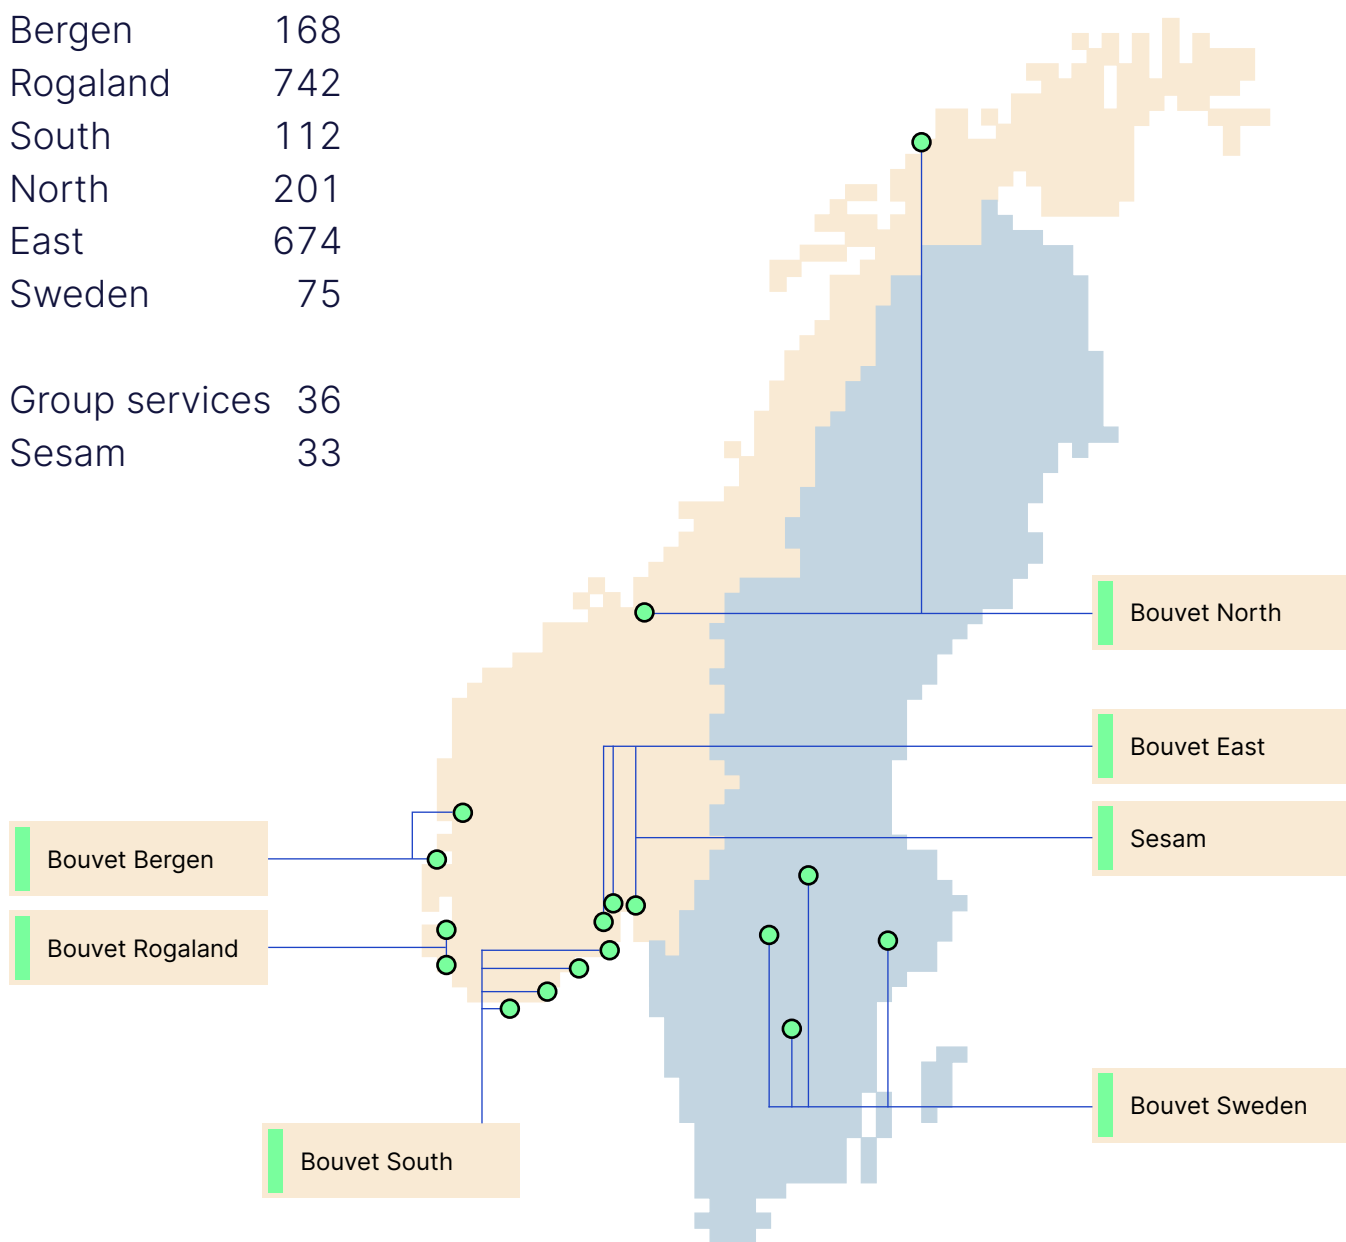 Bergen 168
Rogaland 742
South 112
North 201
East 674
Sweden 75
Group services 36
Sesam 33
Bouvet North
Bouvet East
Sesam
Bouvet Bergen
Bouvet Rogaland
Bouvet Sweden
Bouvet South